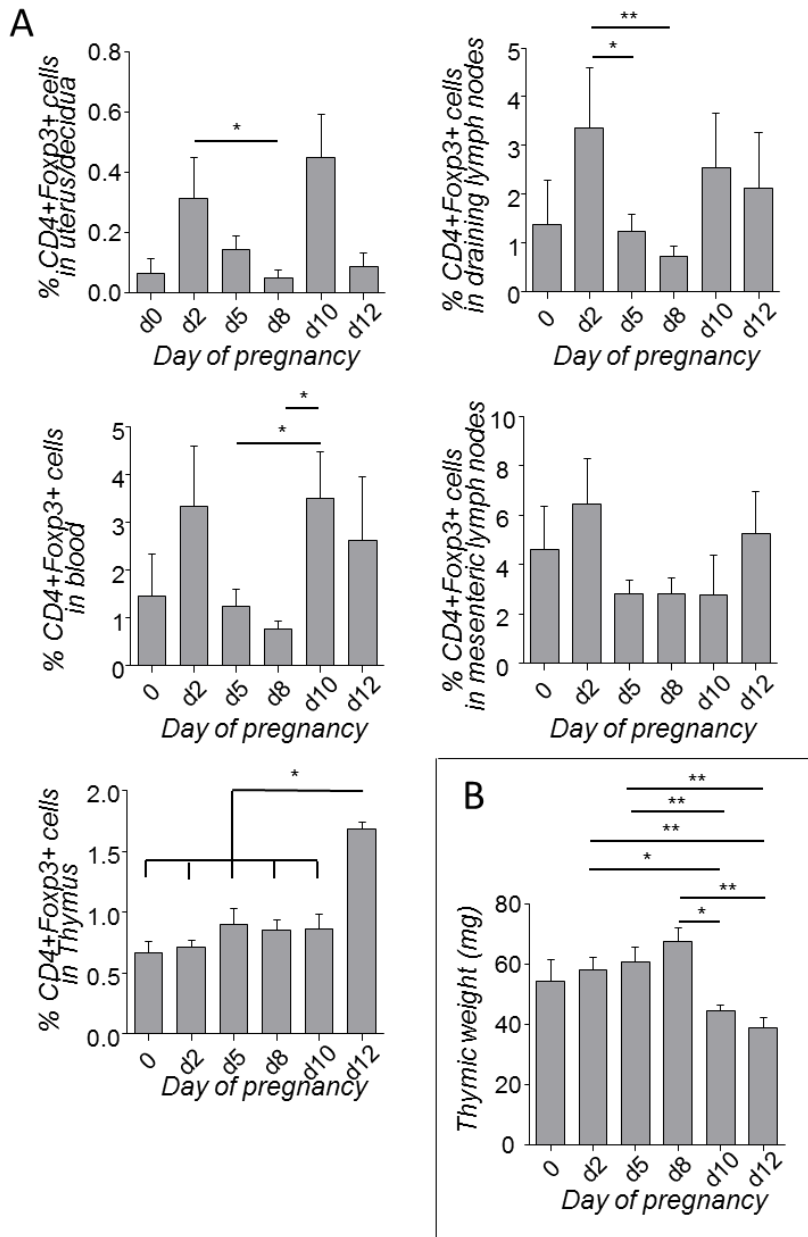 A
% CD4+Foxp3+ cells
in uterus/decidua
0.8
0.6
0.4
0.2
0.0
*
d0 d2 d5 d8 d10 d12
Day of pregnancy
% CD4+Foxp3+ cells
in draining lymph nodes
5
4
3
2
1
0
**
*
0 d2 d5 d8 d10 d12
Day of pregnancy
% CD4+Foxp3+ cells
in blood
5
4
3
2
1
0
*
*
0 d2 d5 d8 d10 d12
Day of pregnancy
% CD4+Foxp3+ cells
in mesenteric lymph nodes
10
8
6
4
2
0
0 d2 d5 d8 d10 d12
Day of pregnancy
% CD4+Foxp3+ cells
in Thymus
2.0
1.5
1.0
0.5
0.0
*
0 d2 d5 d8 d10 d12
Day of pregnancy
B
Thymic weight (mg)
80
60
40
20
0
**
**
**
*
**
*
0 d2 d5 d8 d10 d12
Day of pregnancy